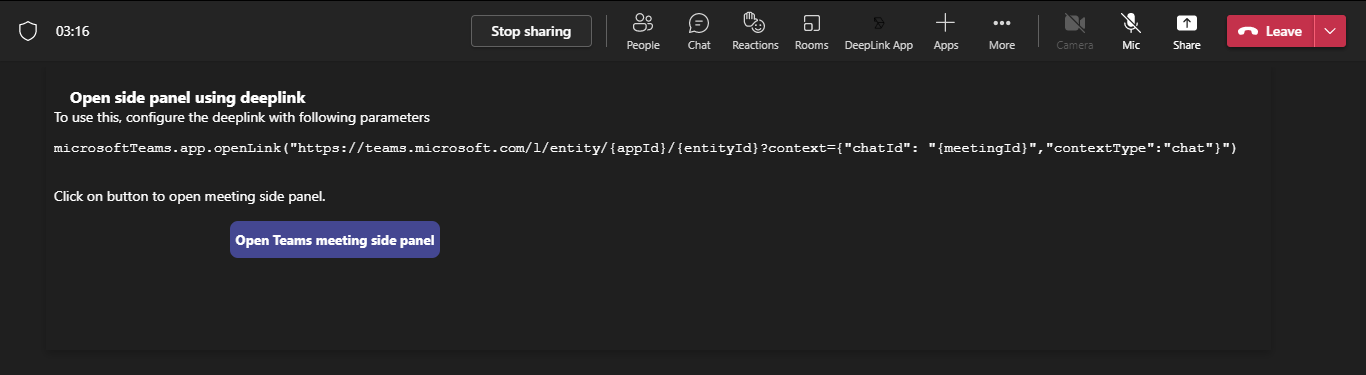 03:16
Stop sharing
People
Chat
Reactions
Rooms
DeepLink App
Apps
More
Camera
Mic
Share
Leave
Open side panel using deeplink
To use this, configure the deeplink with following parameters
microsoftTeams.app.openLink("https://teams.microsoft.com/l/entity/{appId}/{entityId}?context={"chatId": "{meetingId}","contextType":"chat"}")
Click on button to open meeting side panel.
Open Teams meeting side panel